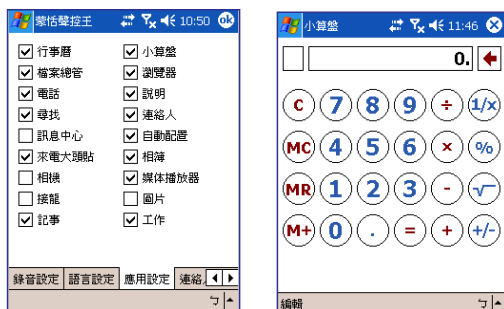 蒙恬聲控王 10:50 ok
行事曆 小算盤
檔案總管 瀏覽器
電話 說明
尋找 連絡人
訊息中心 自動配置
來電大頭貼 相簿
相機 媒体播放器
接龍 圖片
記事 工作
錄音設定 語言設定 應用設定 連絡
ㄅ
小算盤 11:46
0.
C 7 8 9 ÷ 1/x
MC 4 5 6 × %
MR 1 2 3 - √
M+ 0 . = + +/-
編輯 ㄅ